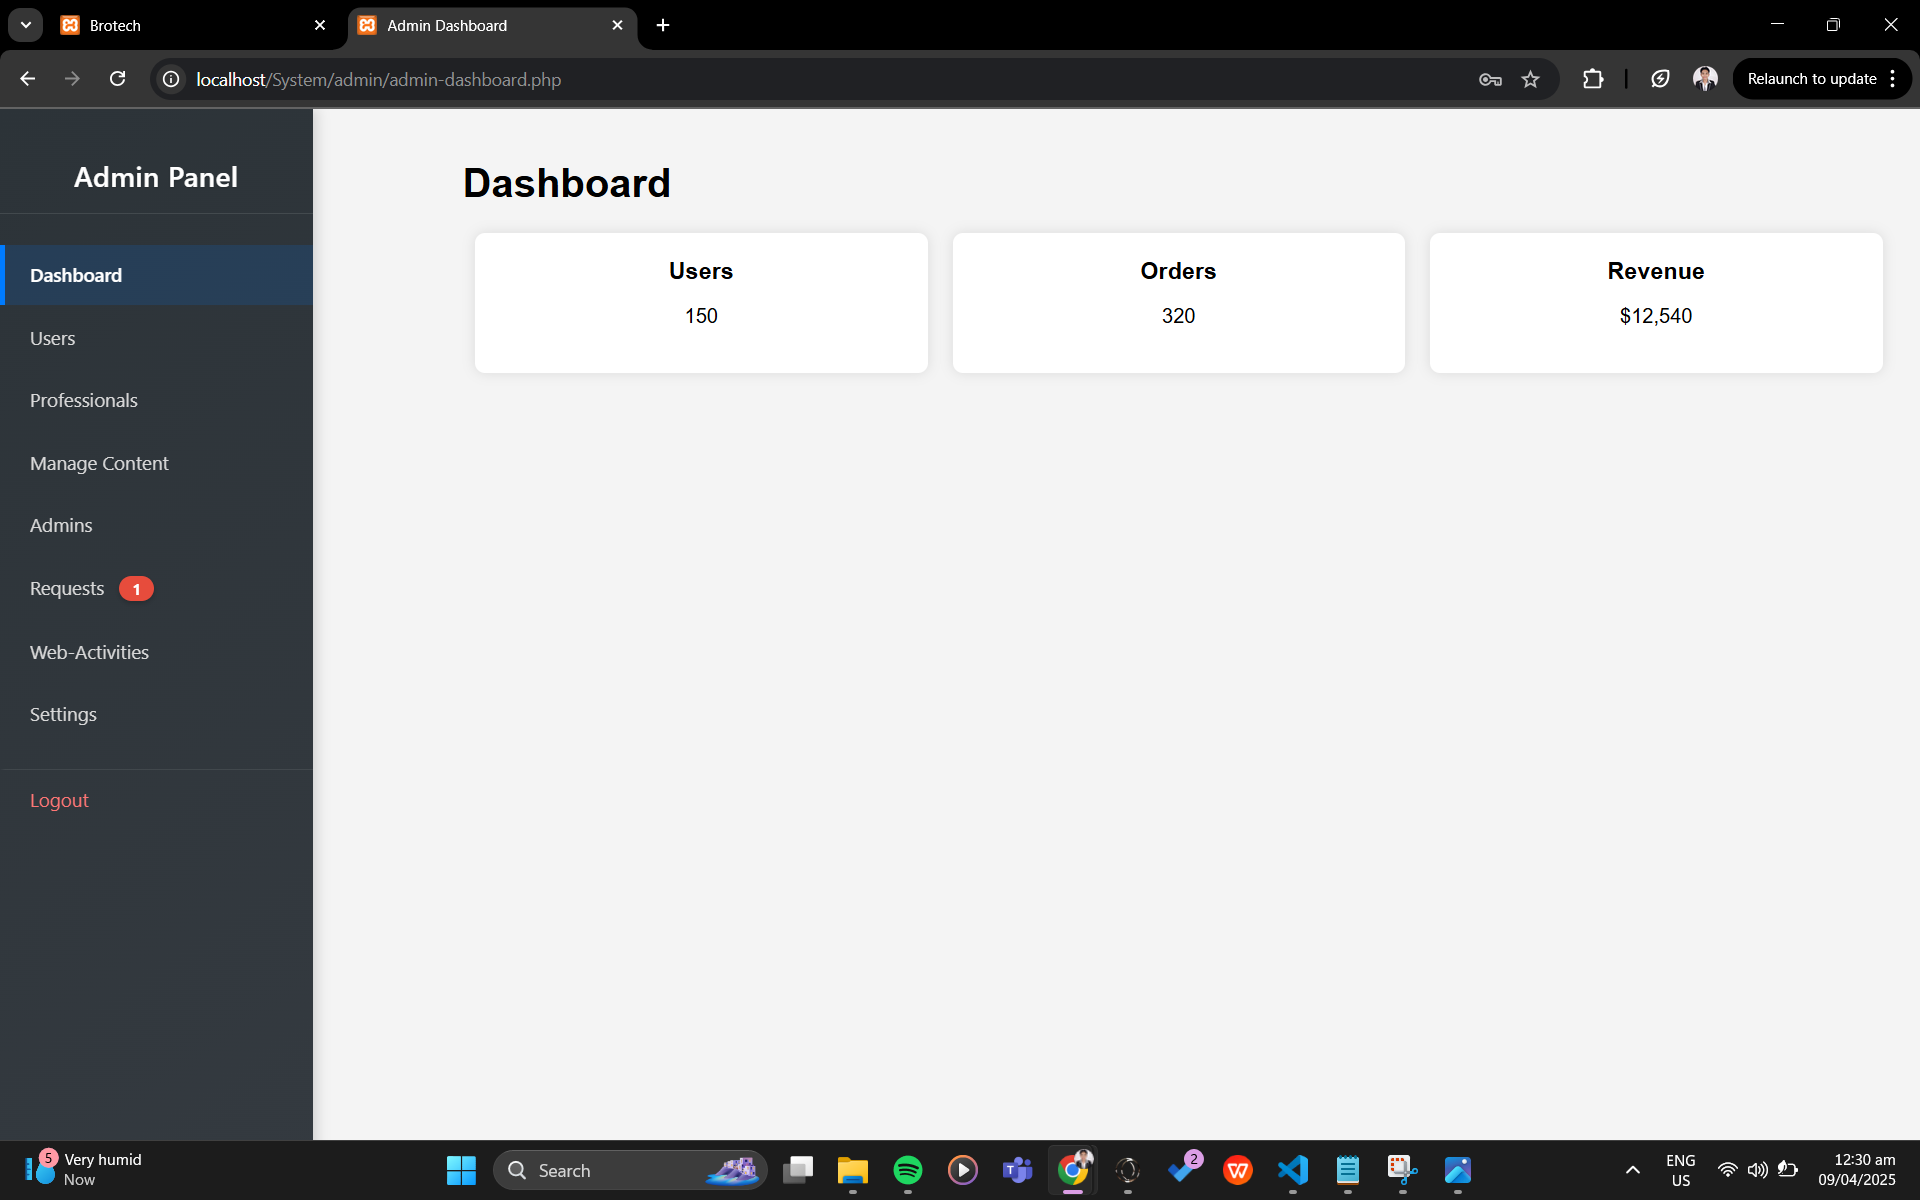 Brotech
Admin Dashboard
localhost/System/admin/admin-dashboard.php
Relaunch to update
Admin Panel
Dashboard
Users
Professionals
Manage Content
Admins
Requests 1
Web-Activities
Settings
Logout
Dashboard
Users
150
Orders
320
Revenue
$12,540
5
Very humid
Now
Search
T
2
W
ENG
US
12:30 am
09/04/2025